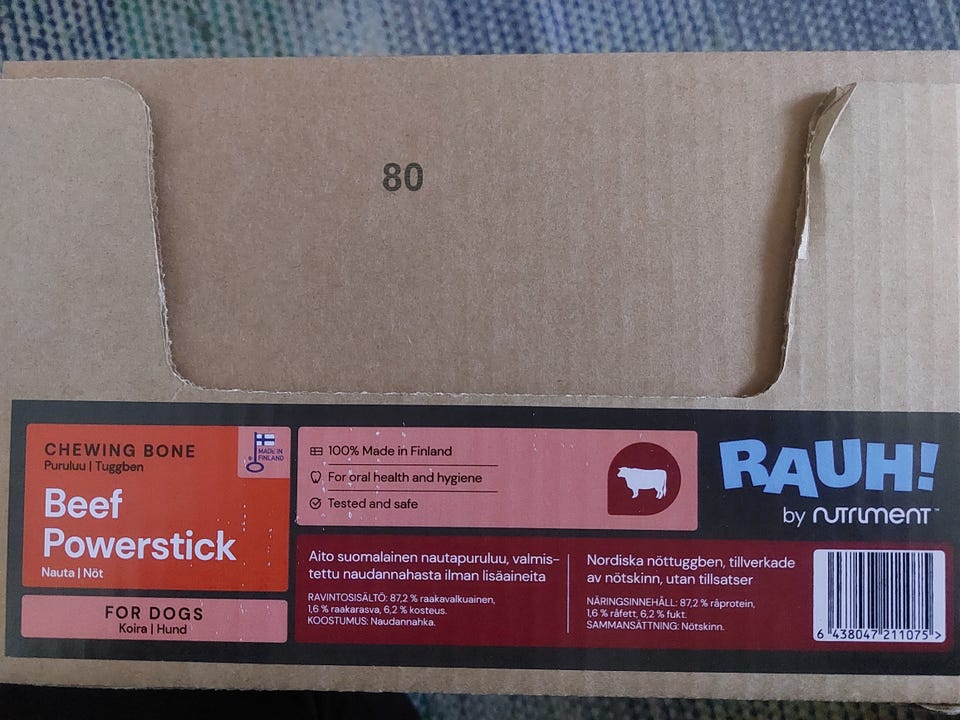 80
CHEWING BONE
Puruluu | Tuggben
MADE IN
FINLAND
Beef
Powerstick
Nauta | Nöt
FOR DOGS
Koira | Hund
100% Made in Finland
For oral health and hygiene
Tested and safe
Aito suomalainen nautapuruluu, valmis-
tettu naudannahasta ilman lisäaineita
RAVINTOSISÄLTÖ: 87,2 % raakavalkuainen,
1,6 % raakarasva, 6,2 % kosteus.
KOOSTUMUS: Naudannahka.
Nordiska nöttuggben, tillverkade
av nötskinn, utan tillsatser
NÄRINGSINNEHÅLL: 87,2 % råprotein,
1,6 % råfett, 6,2 % fukt.
SAMMANSÄTTNING: Nötskinn.
RAUH!
by nutriment™
6 438047 211075 >